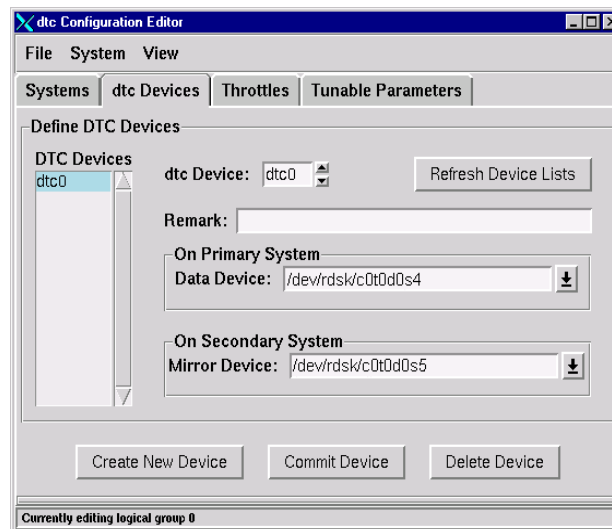 dtc Configuration Editor
File System View
Systems dtc Devices Throttles Tunable Parameters
Define DTC Devices
DTC Devices
dtc0
dtc Device: dtc0 Refresh Device Lists
Remark:
On Primary System
Data Device: /dev/rdsk/c0t0d0s4
On Secondary System
Mirror Device: /dev/rdsk/c0t0d0s5
Create New Device Commit Device Delete Device
Currently editing logical group 0